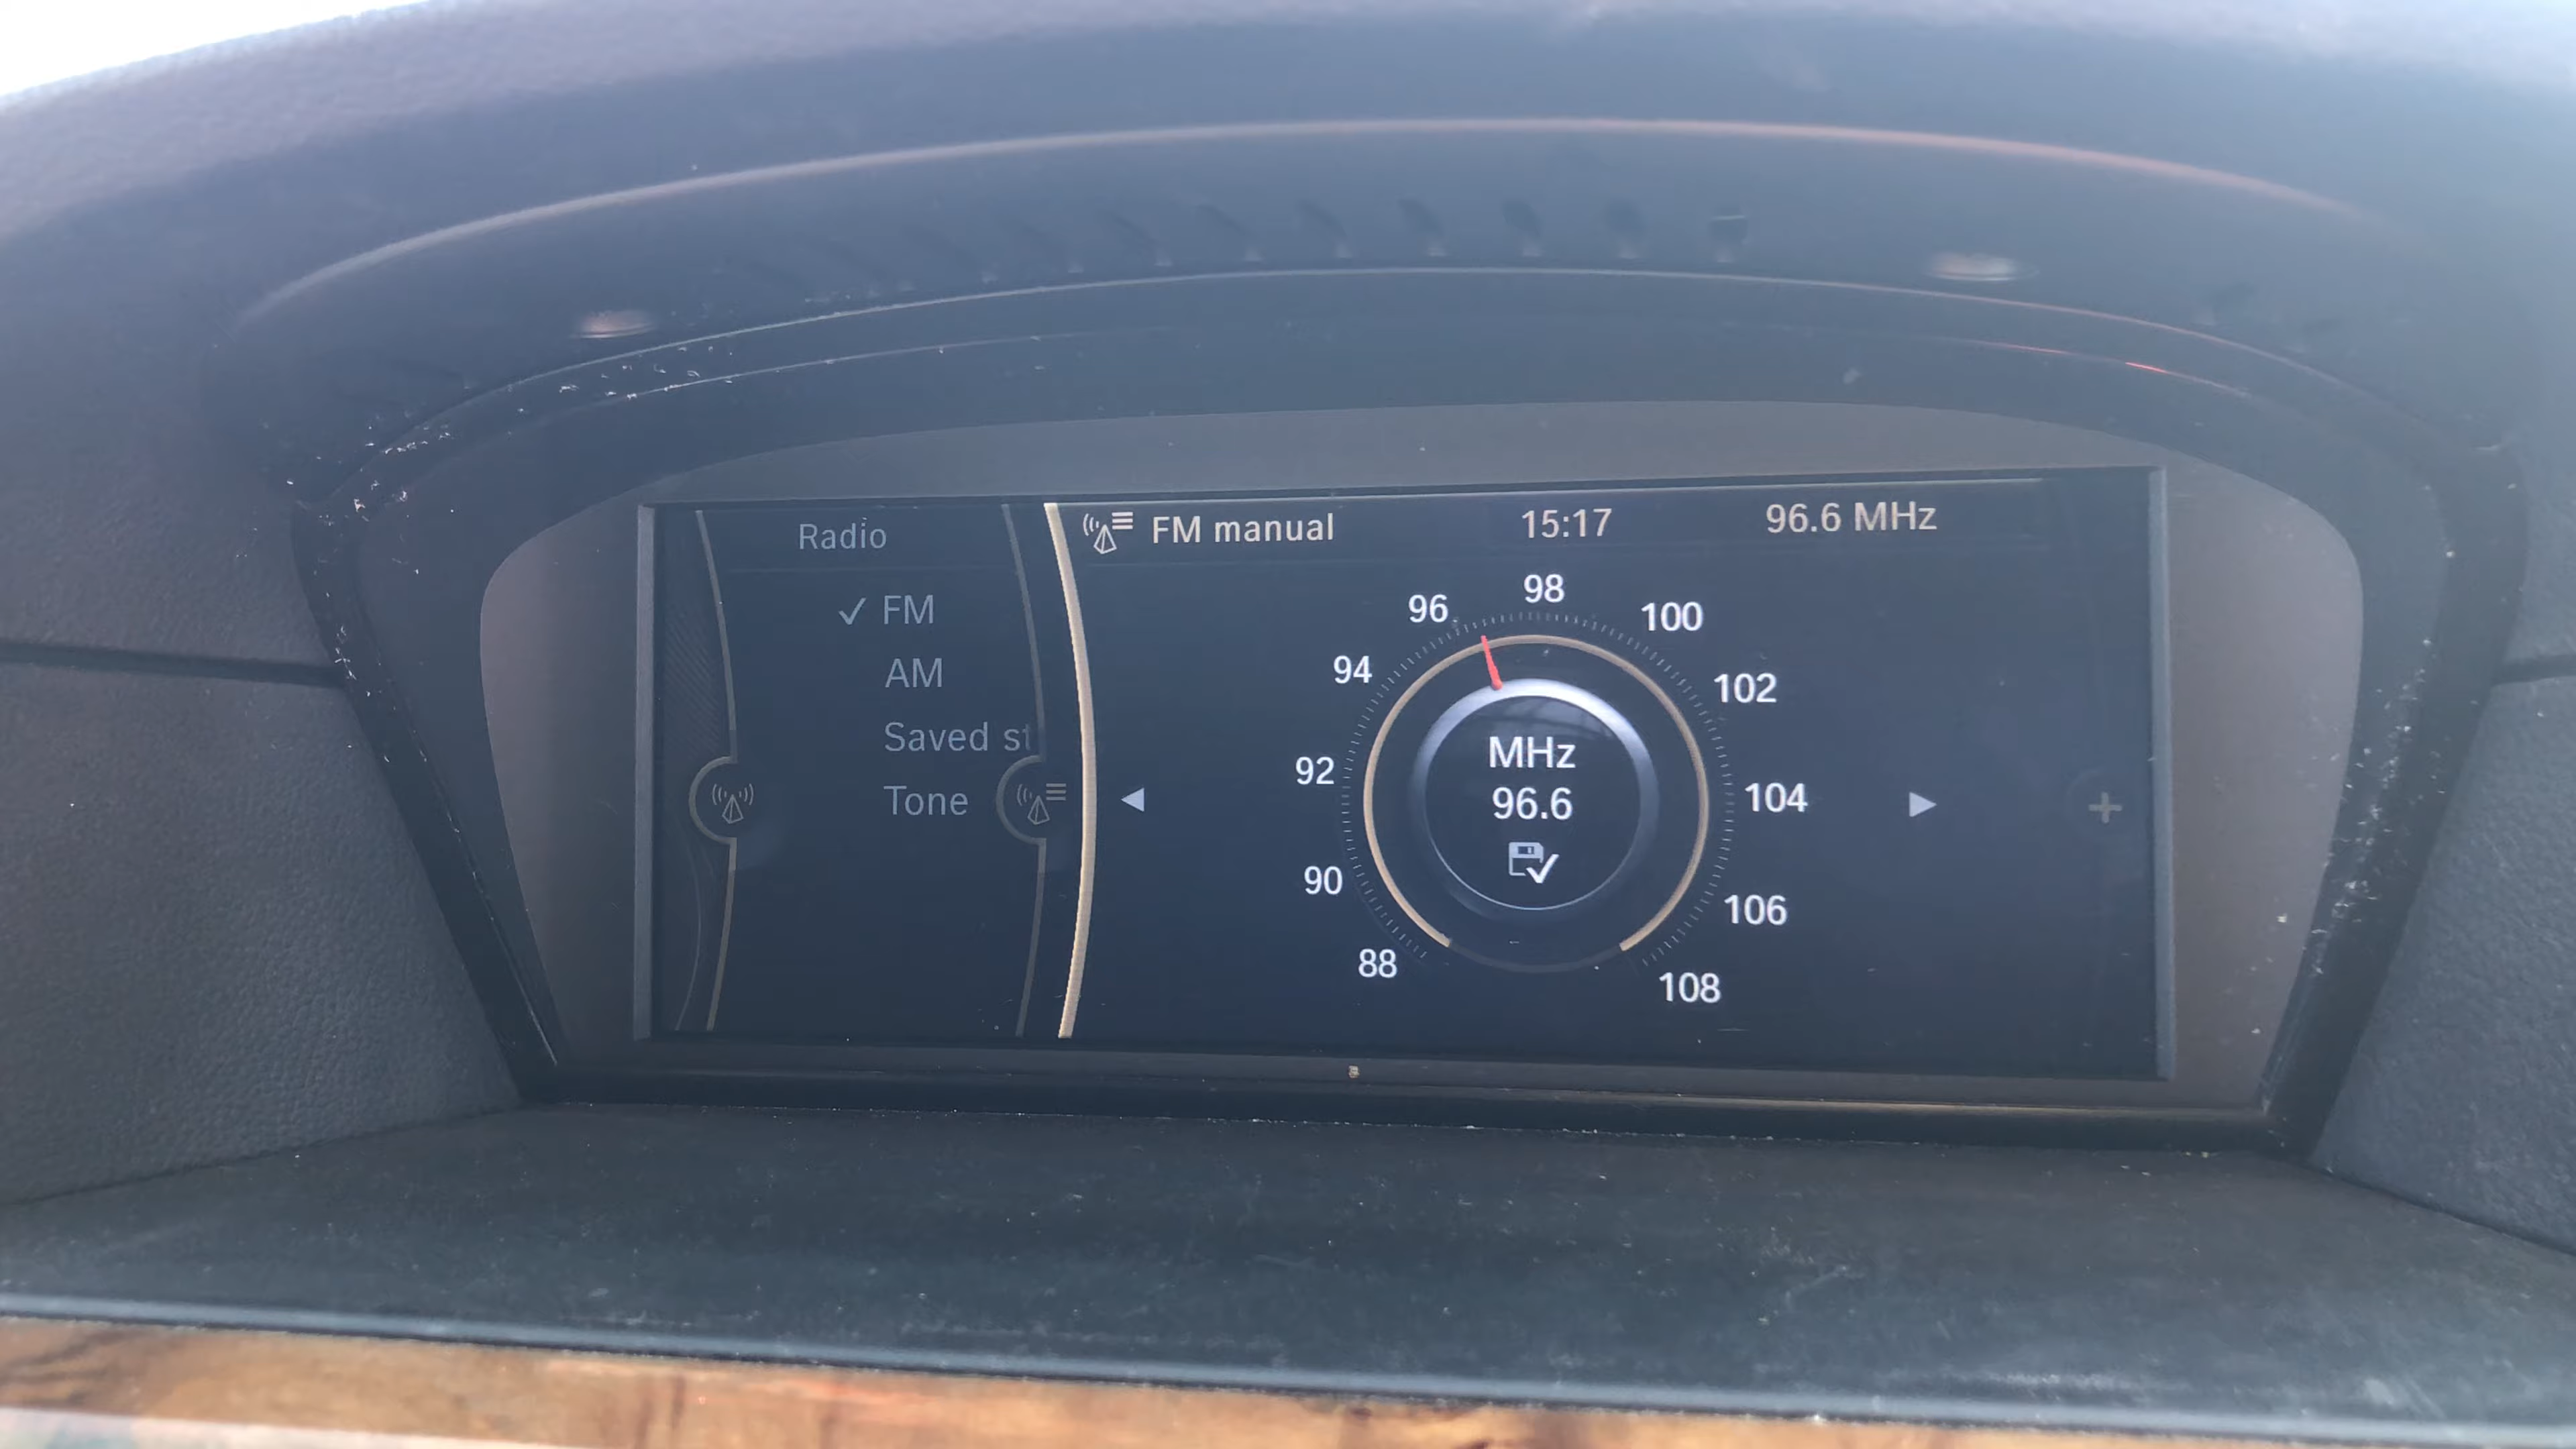 Radio
✓ FM
AM
Saved st
Tone
FM manual 15:17 96.6 MHz
98
96
100
94
102
92
104
90
106
88
108
MHz
96.6